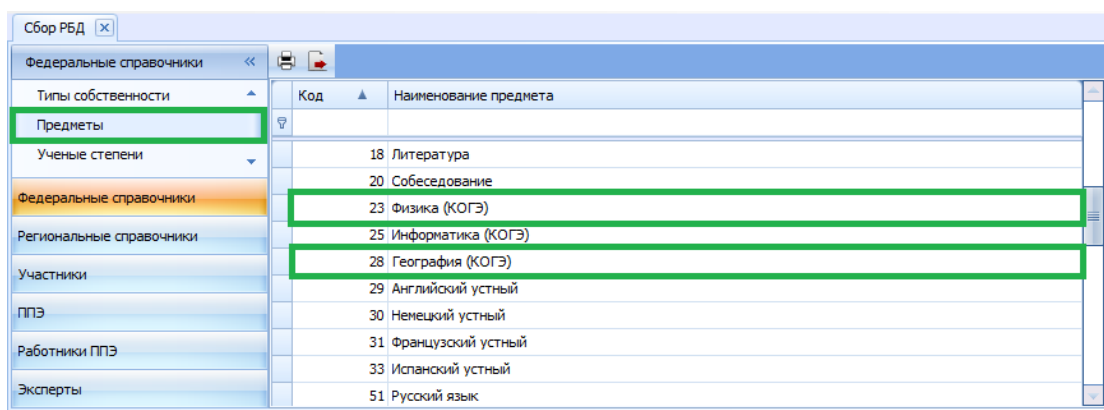 Сбор РБД
Федеральные справочники «
Типы собственности
Предметы
Ученые степени
Федеральные справочники
Региональные справочники
Участники
ППЭ
Работники ППЭ
Эксперты
Код Наименование предмета
18 Литература
20 Собеседование
23 Физика (КОГЭ)
25 Информатика (КОГЭ)
28 География (КОГЭ)
29 Английский устный
30 Немецкий устный
31 Французский устный
33 Испанский устный
51 Русский язык